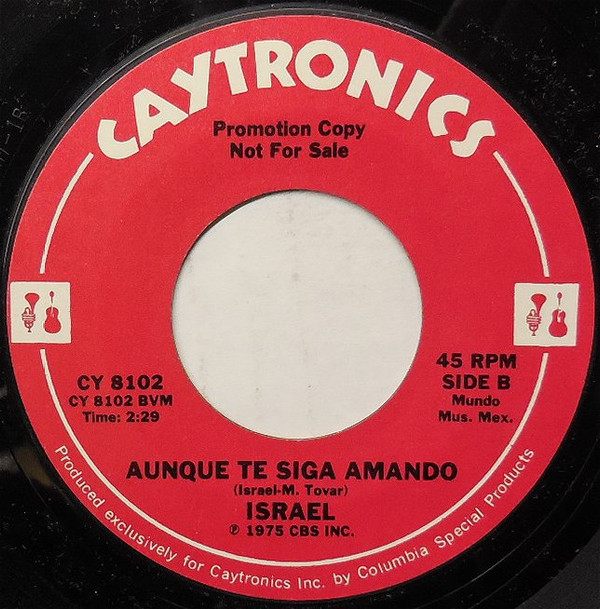 CAYTRONICS
Promotion Copy
Not For Sale
CY 8102
CY 8102 BVM
Time: 2:29
45 RPM
SIDE B
Mundo
Mus. Mex.
AUNQUE TE SIGA AMANDO
(Israel-M. Tovar)
ISRAEL
℗ 1975 CBS INC.
Produced exclusively for Caytronics Inc. by Columbia Special Products